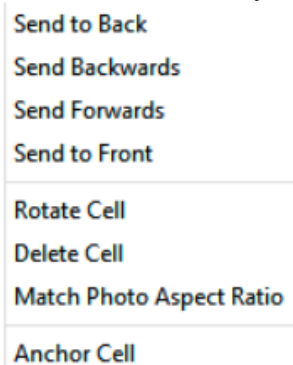 Send to Back
Send Backwards
Send Forwards
Send to Front
Rotate Cell
Delete Cell
Match Photo Aspect Ratio
Anchor Cell